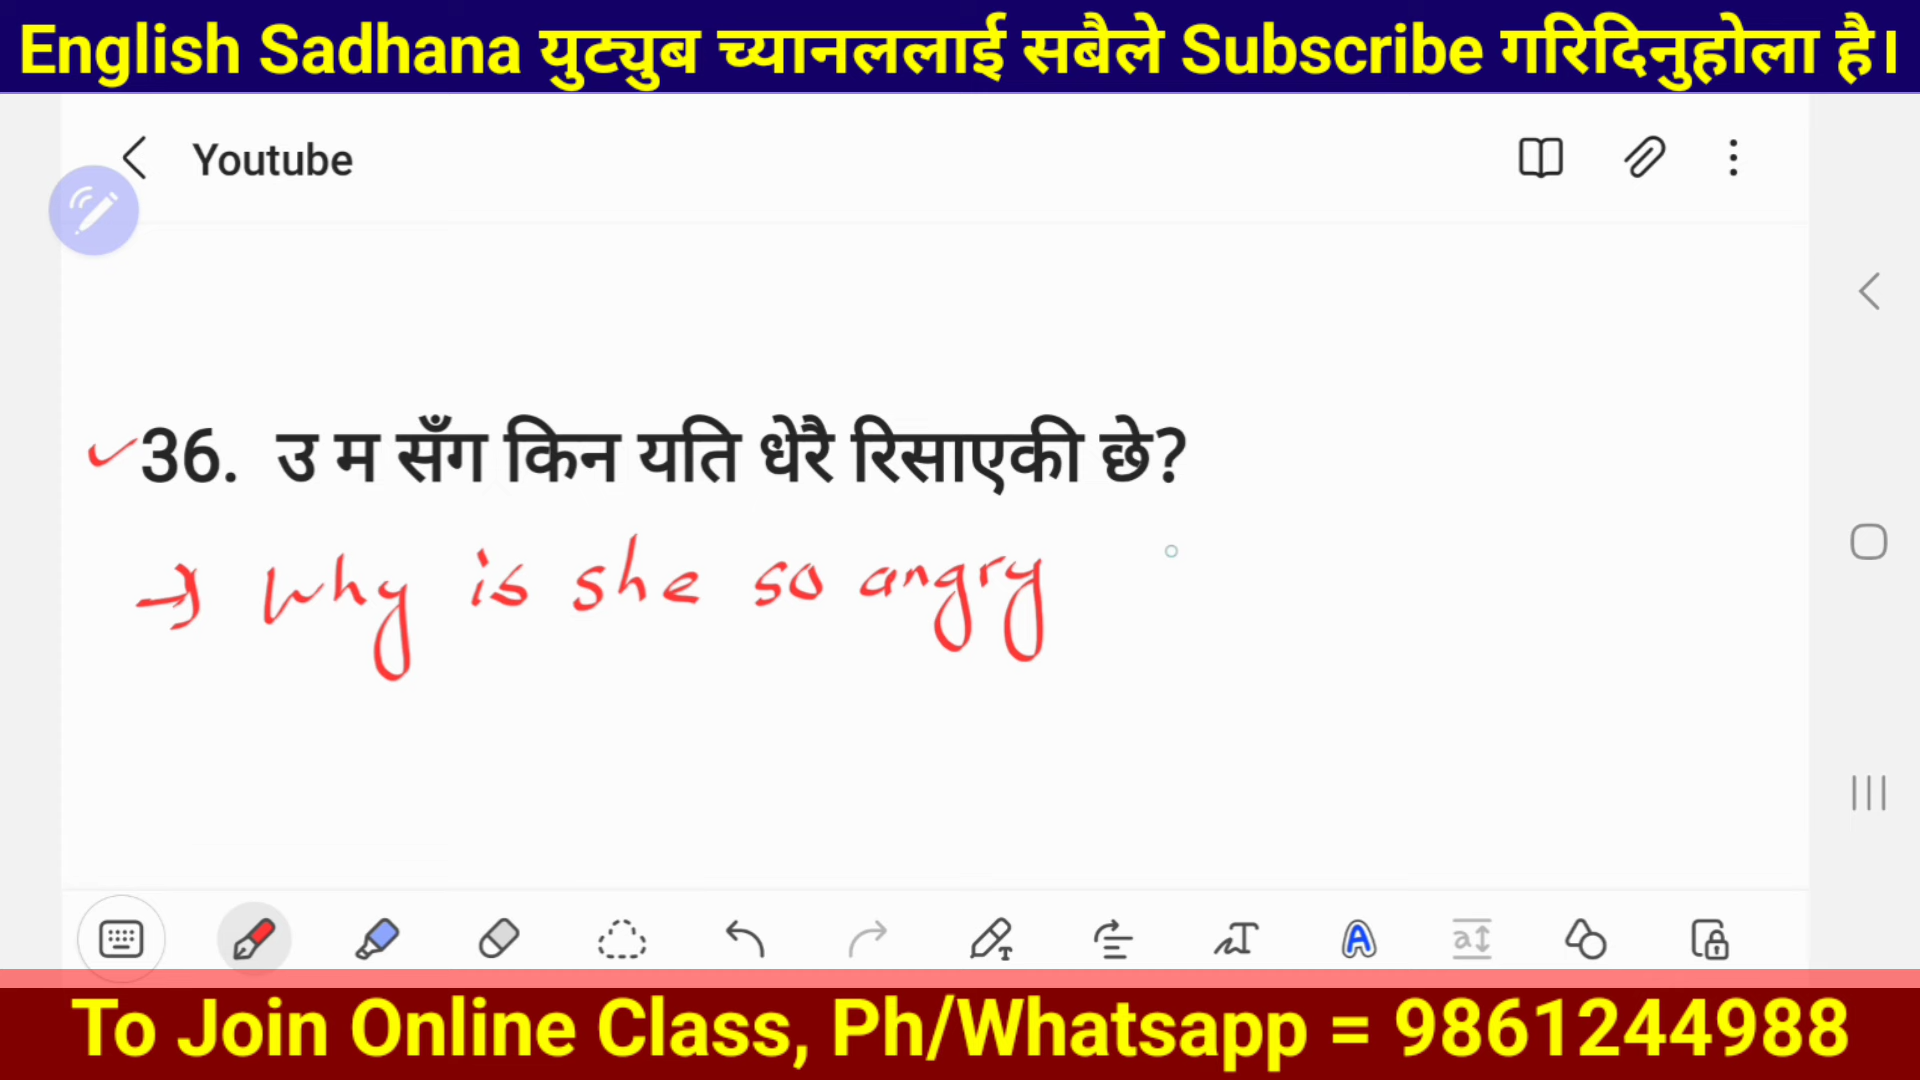 English Sadhana युट्युब च्यानललाई सबैले Subscribe गरिदिनुहोला है।
Youtube
36. उ म सँग किन यति धेरै रिसाएकी छे?
→ Why is she so angry
To Join Online Class, Ph/Whatsapp = 9861244988